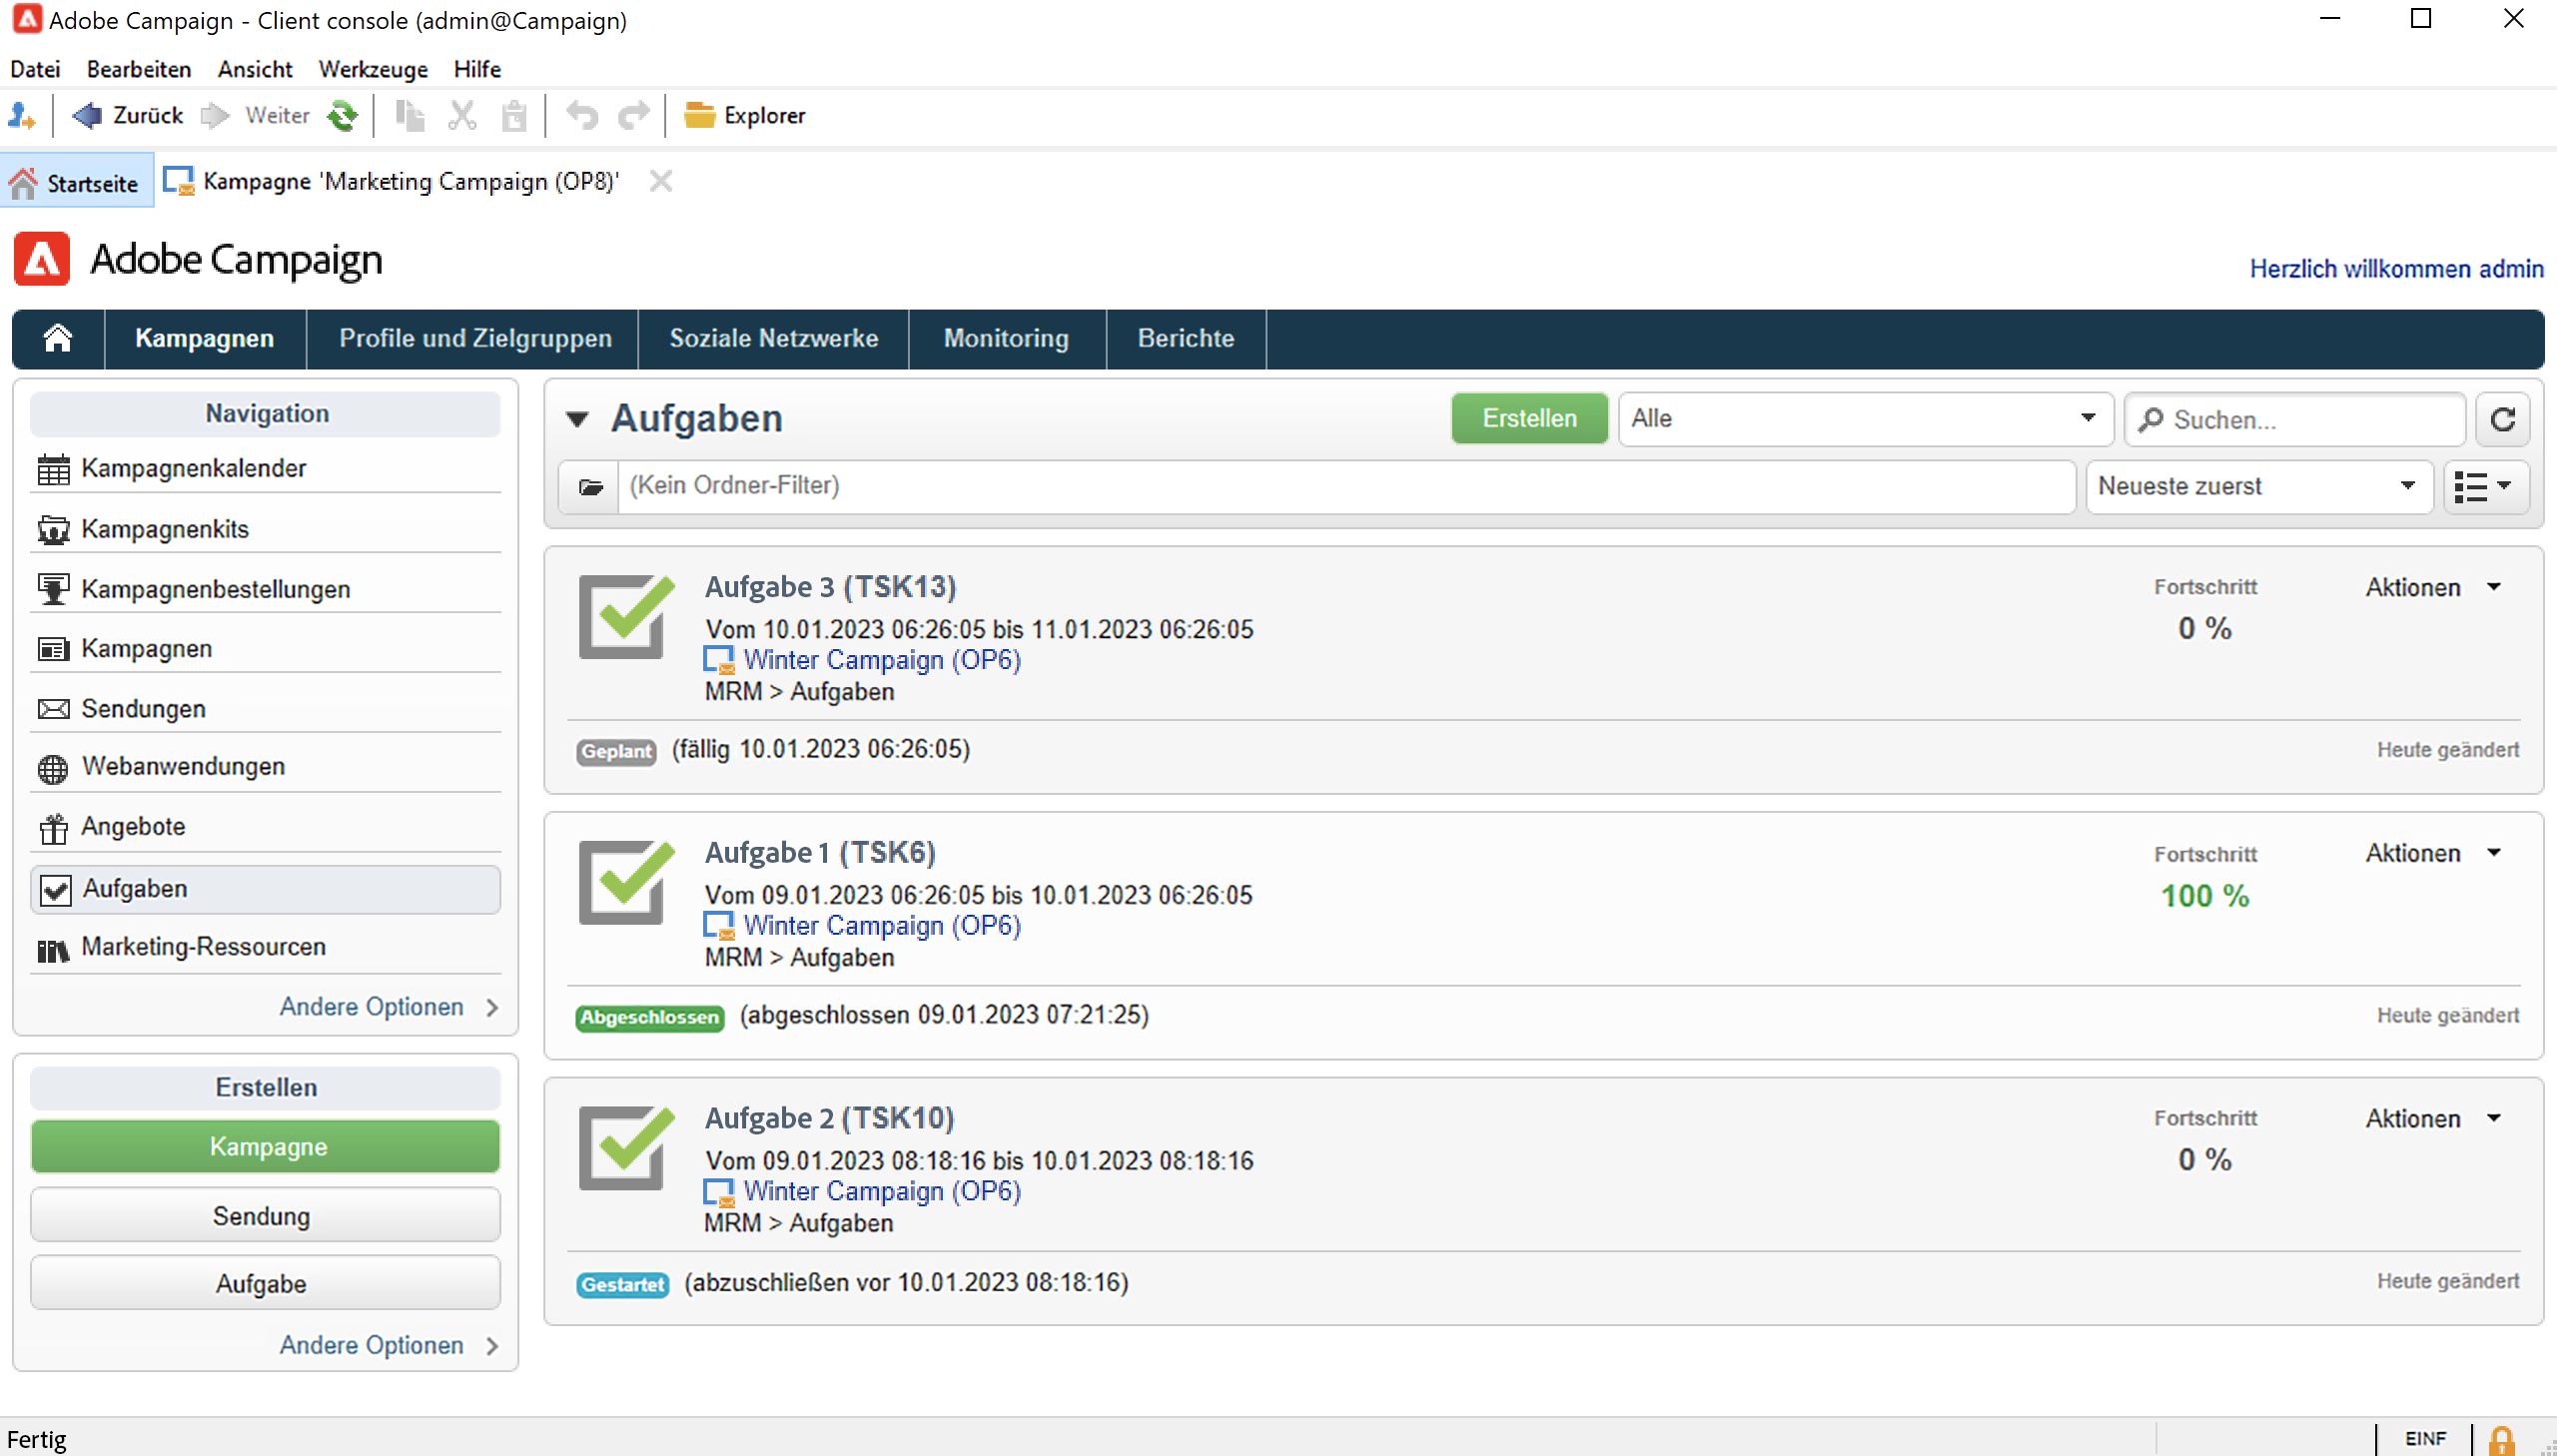 Adobe Campaign - Client console (admin@Campaign)
Datei Bearbeiten Ansicht Werkzeuge Hilfe
Zurück Weiter Explorer
Startseite Kampagne 'Marketing Campaign (OP8)'
Adobe Campaign
Herzlich willkommen admin
Kampagnen Profile und Zielgruppen Soziale Netzwerke Monitoring Berichte
Navigation
Kampagnenkalender
Kampagnenkits
Kampagnenbestellungen
Kampagnen
Sendungen
Webanwendungen
Angebote
Aufgaben
Marketing-Ressourcen
Andere Optionen
Erstellen
Kampagne
Sendung
Aufgabe
Andere Optionen
Aufgaben Erstellen Alle Suchen...
(Kein Ordner-Filter) Neueste zuerst
Aufgabe 3 (TSK13) Fortschritt Aktionen
Vom 10.01.2023 06:26:05 bis 11.01.2023 06:26:05 0 %
Winter Campaign (OP6)
MRM > Aufgaben
Geplant (fällig 10.01.2023 06:26:05) Heute geändert
Aufgabe 1 (TSK6) Fortschritt Aktionen
Vom 09.01.2023 06:26:05 bis 10.01.2023 06:26:05 100 %
Winter Campaign (OP6)
MRM > Aufgaben
Abgeschlossen (abgeschlossen 09.01.2023 07:21:25) Heute geändert
Aufgabe 2 (TSK10) Fortschritt Aktionen
Vom 09.01.2023 08:18:16 bis 10.01.2023 08:18:16 0 %
Winter Campaign (OP6)
MRM > Aufgaben
Gestartet (abzuschließen vor 10.01.2023 08:18:16) Heute geändert
Fertig EINF